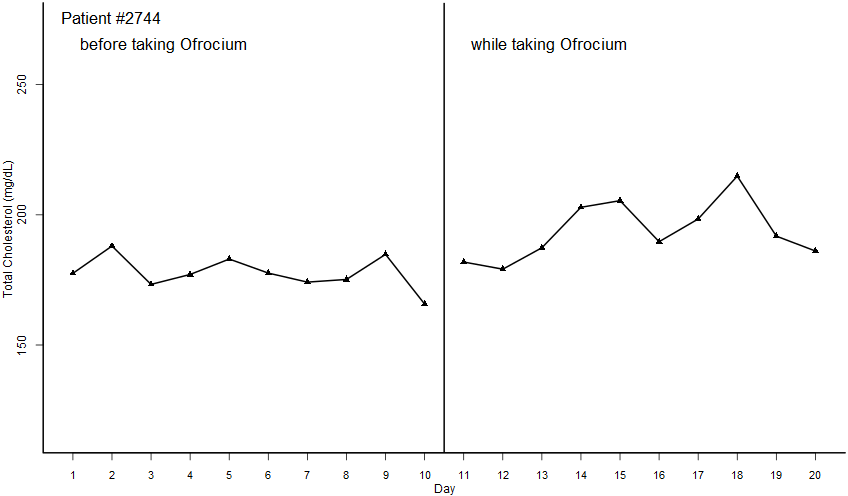 Patient #2744
before taking Ofrocium
while taking Ofrocium
Total Cholesterol (mg/dL)
250
200
150
1 2 3 4 5 6 7 8 9 10 11 12 13 14 15 16 17 18 19 20
Day